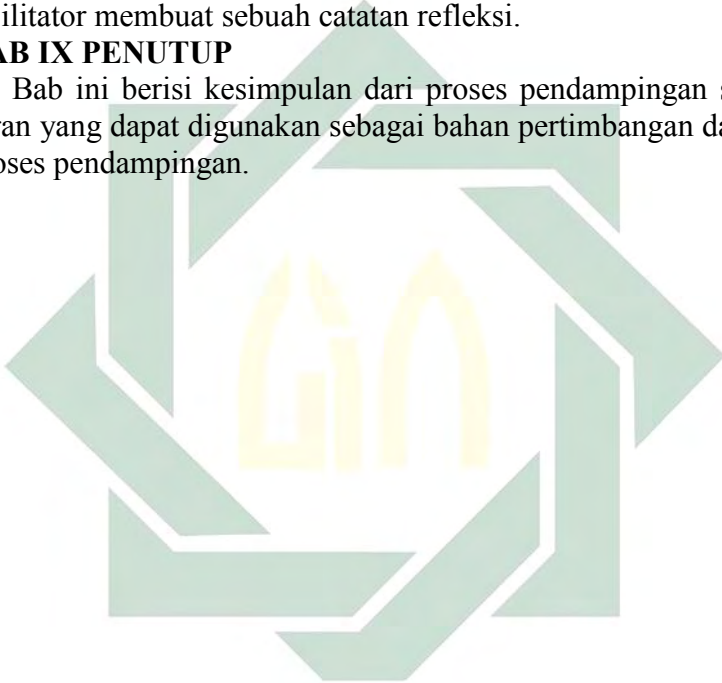 ilitator membuat sebuah catatan refleksi.
AB IX PENUTUP
Bab ini berisi kesimpulan dari proses pendampingan s
ran yang dapat digunakan sebagai bahan pertimbangan da
oses pendampingan.